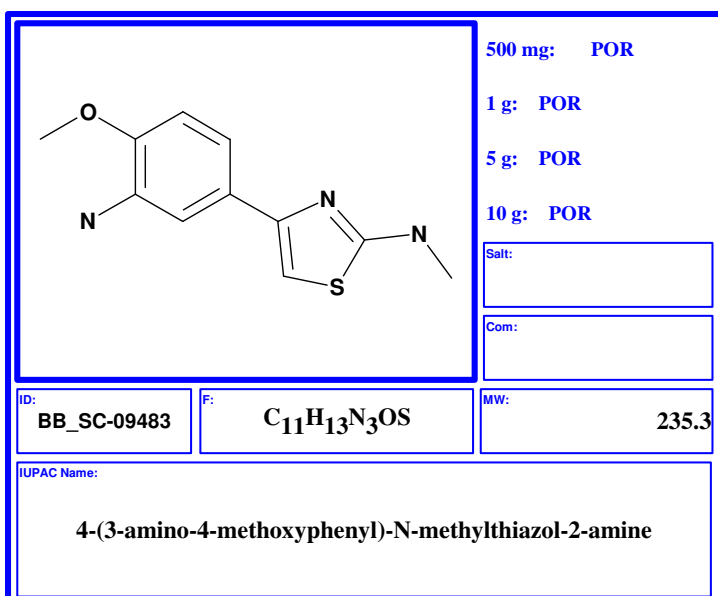 O
N
N
N
S
500 mg: POR
1 g: POR
5 g: POR
10 g: POR
Salt:
Com:
ID:
BB_SC-09483
F:
C11H13N3OS
MW:
235.3
IUPAC Name:
4-(3-amino-4-methoxyphenyl)-N-methylthiazol-2-amine